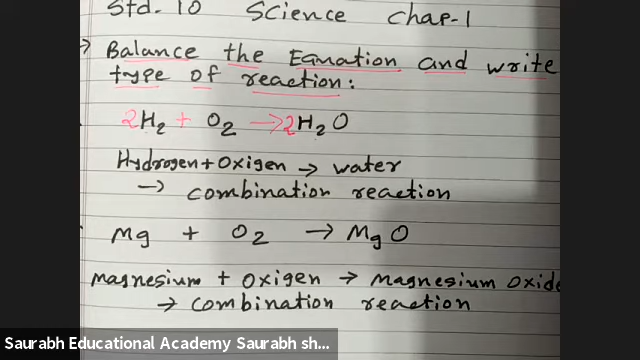 Std-10 Science Chap-1
→ Balance the Equation and write
type of reaction:
2H₂ + O₂ → 2H₂O
Hydrogen + Oxigen → water
→ combination reaction
Mg + O₂ → MgO
Magnesium + Oxigen → Magnesium Oxide
→ combination reaction
Saurabh Educational Academy Saurabh sh...